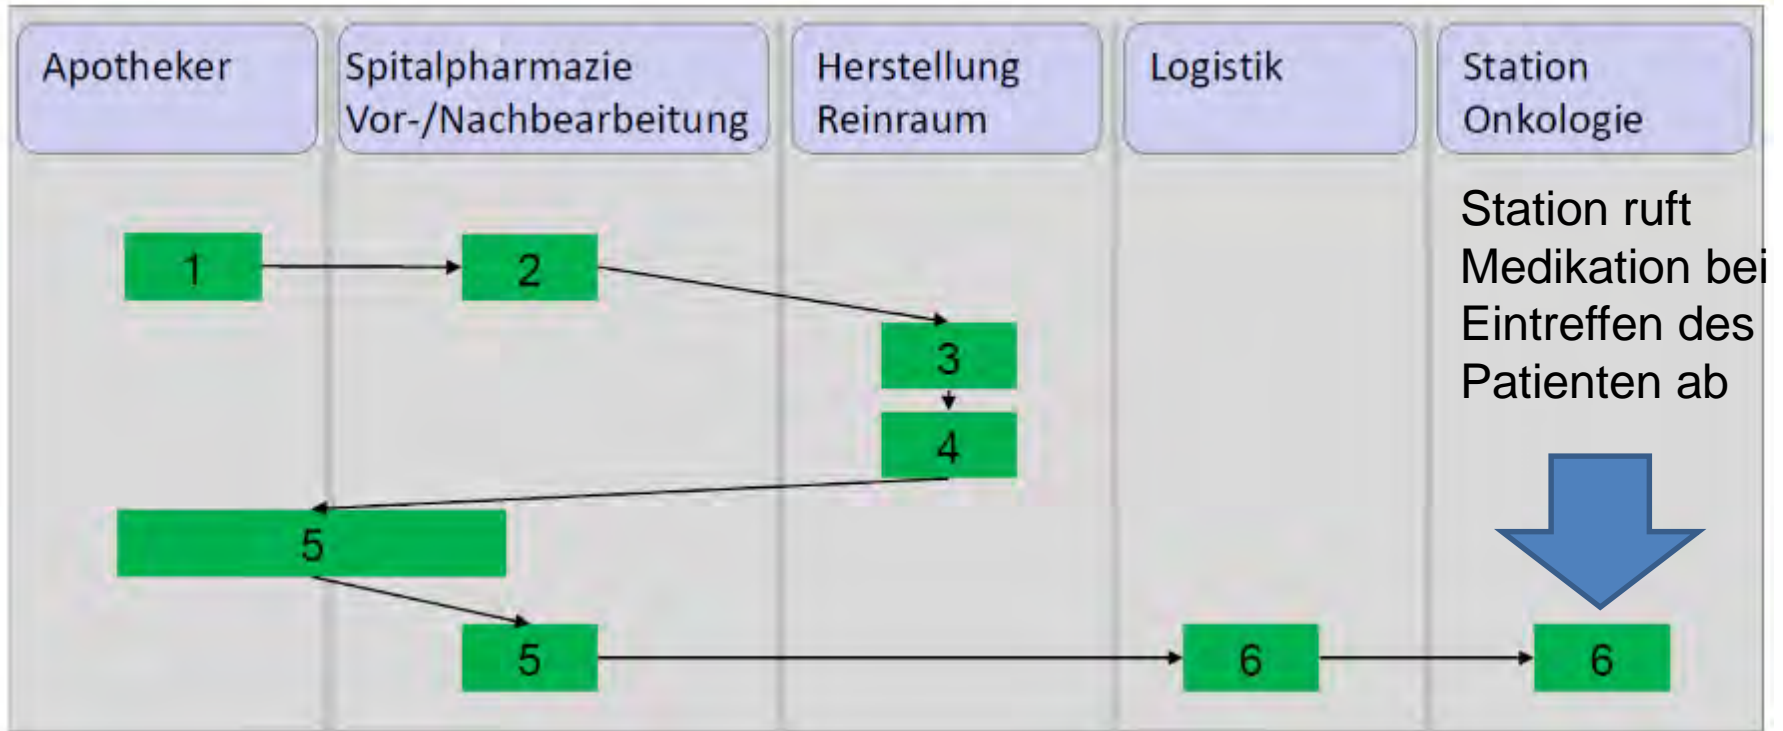 Apotheker
Spitalpharmazie
Vor-/Nachbearbeitung
Herstellung
Reinraum
Logistik
Station
Onkologie
Station ruft
Medikation bei
Eintreffen des
Patienten ab
1
2
3
4
5
5
6
6